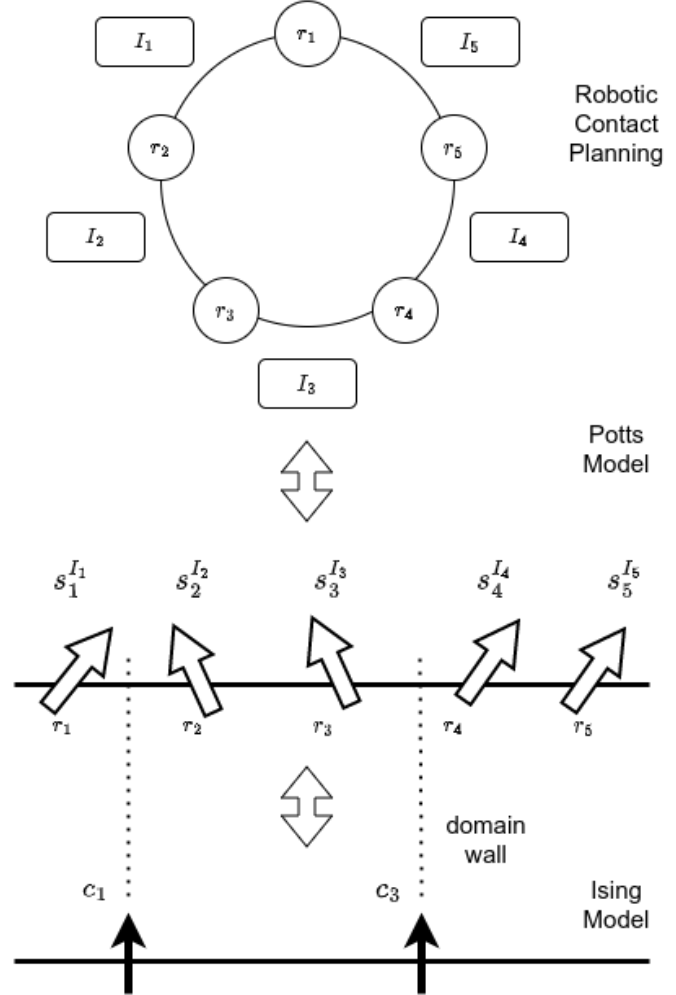 r₁
I₁
I₅
Robotic
Contact
Planning
r₂
r₅
I₂
I₄
r₃
r₄
I₃
Potts
Model
s₁^{I₁} s₂^{I₂} s₃^{I₃} s₄^{I₄} s₅^{I₅}
r₁ r₂ r₃ r₄ r₅
domain
wall
c₁ c₃
Ising
Model